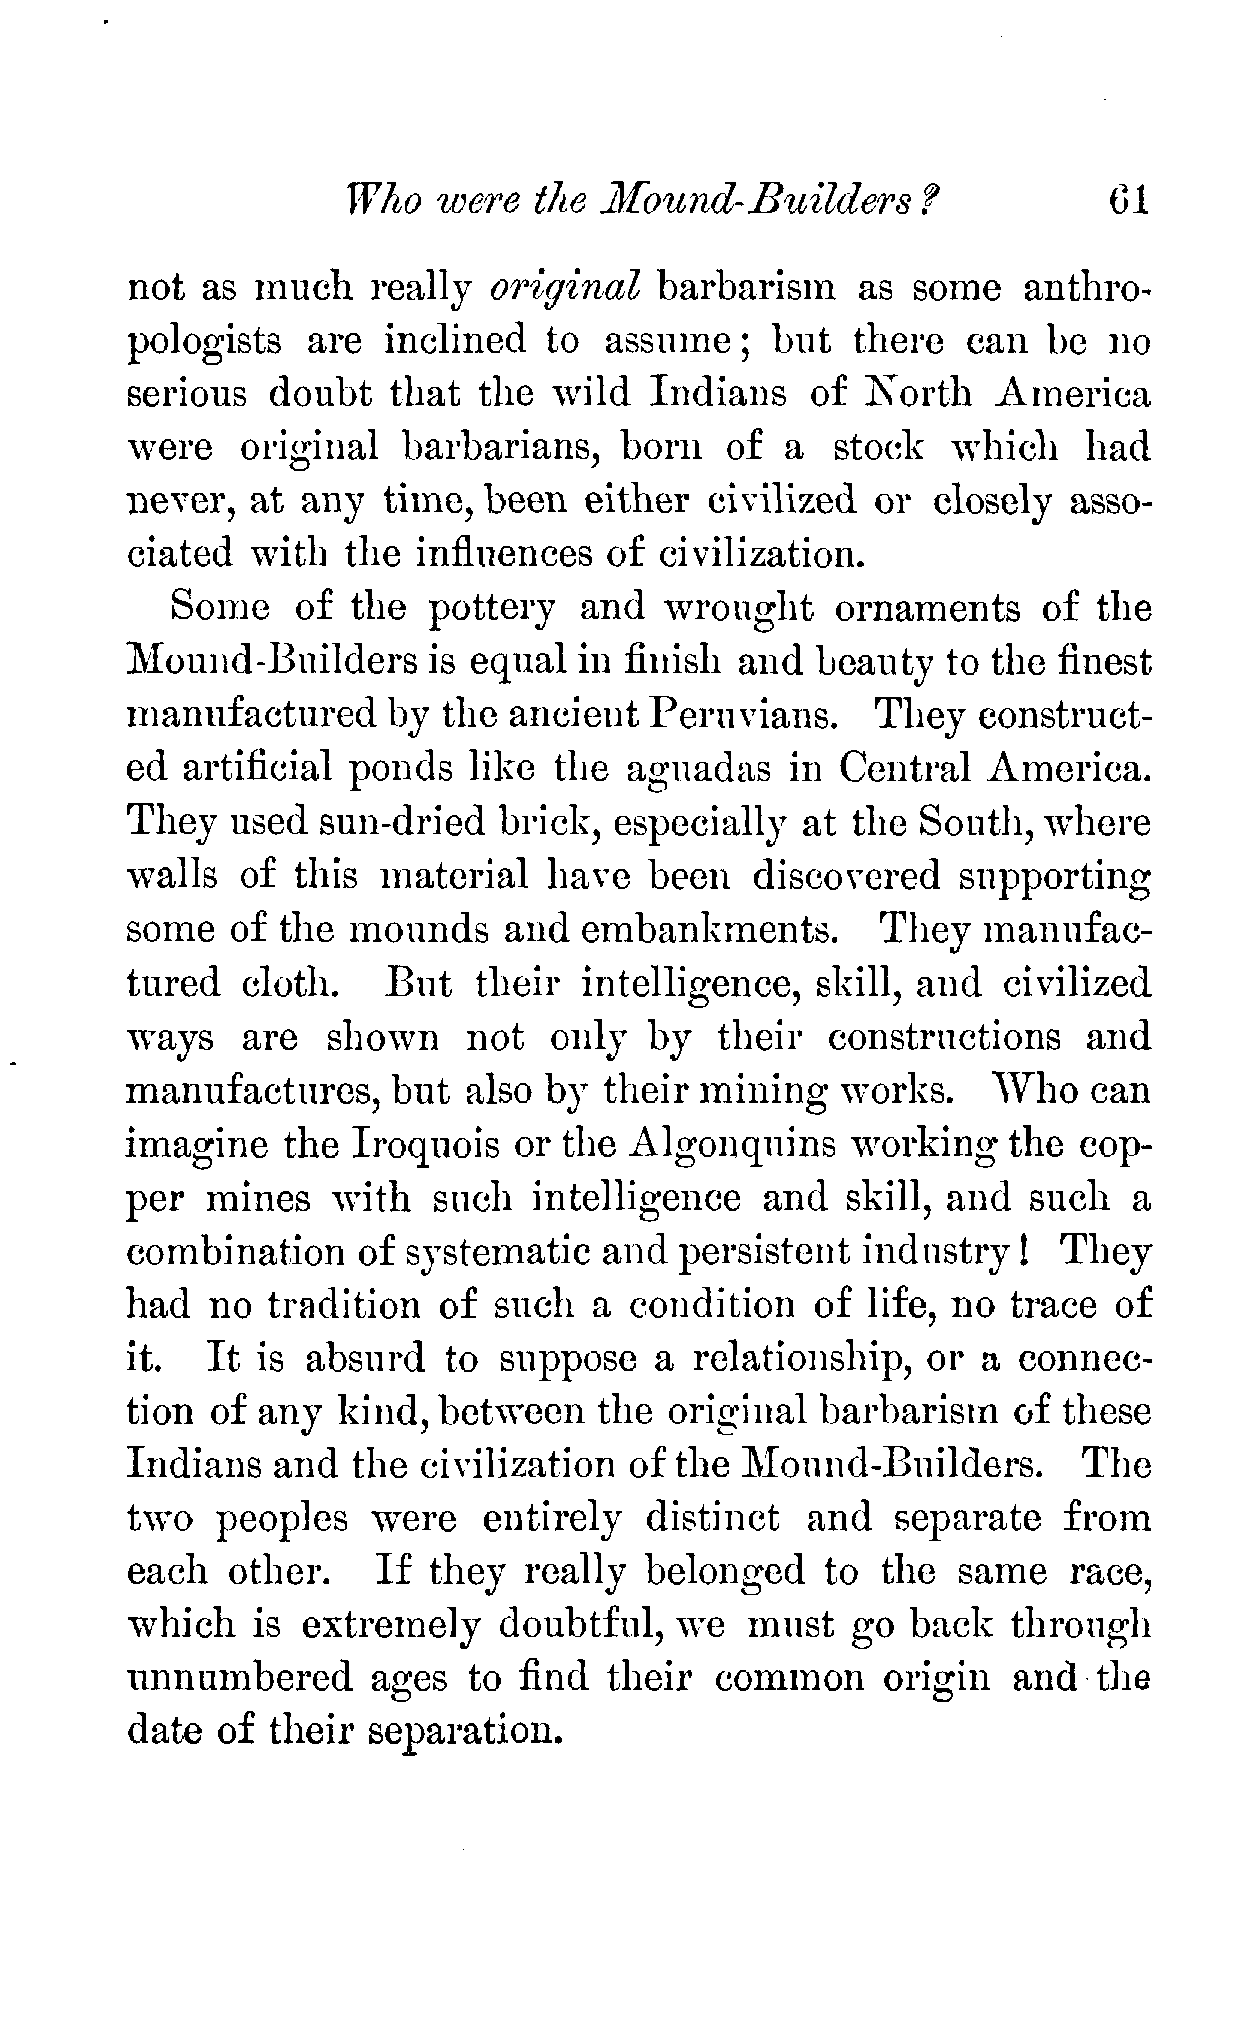 Who were the Mound-Builders? 61
not as much really original barbarism as some anthro-
pologists are inclined to assume; but there can be no
serious doubt that the wild Indians of North America
were original barbarians, born of a stock which had
never, at any time, been either civilized or closely asso-
ciated with the influences of civilization.
Some of the pottery and wrought ornaments of the
Mound-Builders is equal in finish and beauty to the finest
manufactured by the ancient Peruvians. They construct-
ed artificial ponds like the aguadas in Central America.
They used sun-dried brick, especially at the South, where
walls of this material have been discovered supporting
some of the mounds and embankments. They manufac-
tured cloth. But their intelligence, skill, and civilized
ways are shown not only by their constructions and
manufactures, but also by their mining works. Who can
imagine the Iroquois or the Algonquins working the cop-
per mines with such intelligence and skill, and such a
combination of systematic and persistent industry! They
had no tradition of such a condition of life, no trace of
it. It is absurd to suppose a relationship, or a connec-
tion of any kind, between the original barbarism of these
Indians and the civilization of the Mound-Builders. The
two peoples were entirely distinct and separate from
each other. If they really belonged to the same race,
which is extremely doubtful, we must go back through
unnumbered ages to find their common origin and the
date of their separation.